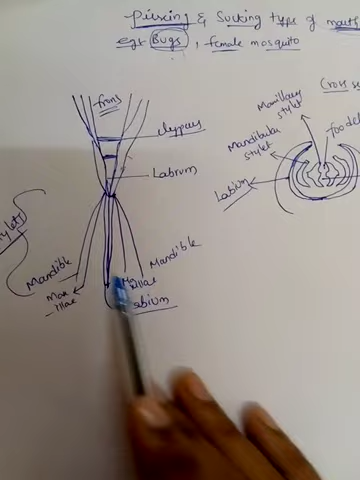 Piercing & Sucking type of mouth
eg: Bugs, female mosquito
Cross se
frons
clypeus
Labrum
Maxillary
stylet
Mandibular
stylet
food
Labium
stylets
Mandible
Max
illae
Mandible
Labium